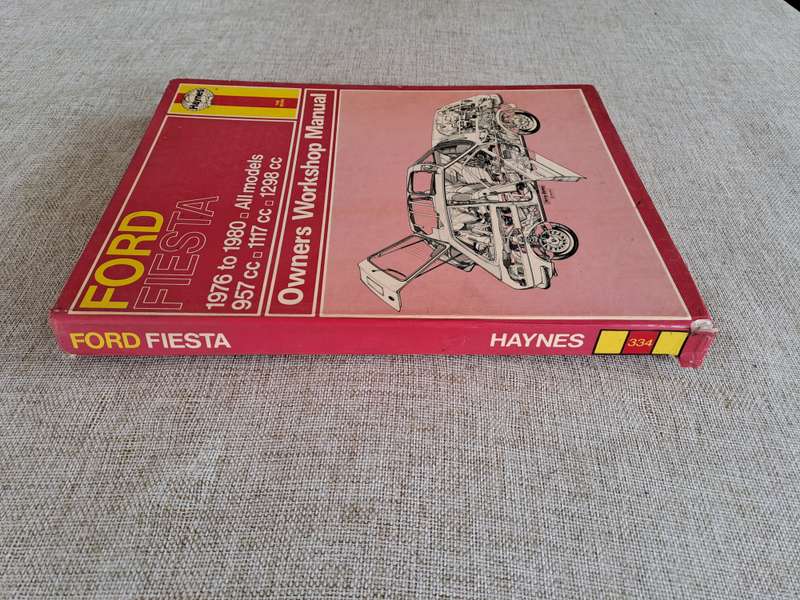 Haynes
FORD
FIESTA
1976 to 1980 ▫ All models
957 cc ▫ 1117 cc ▫ 1298 cc
Owners Workshop Manual
FORD FIESTA
HAYNES
334